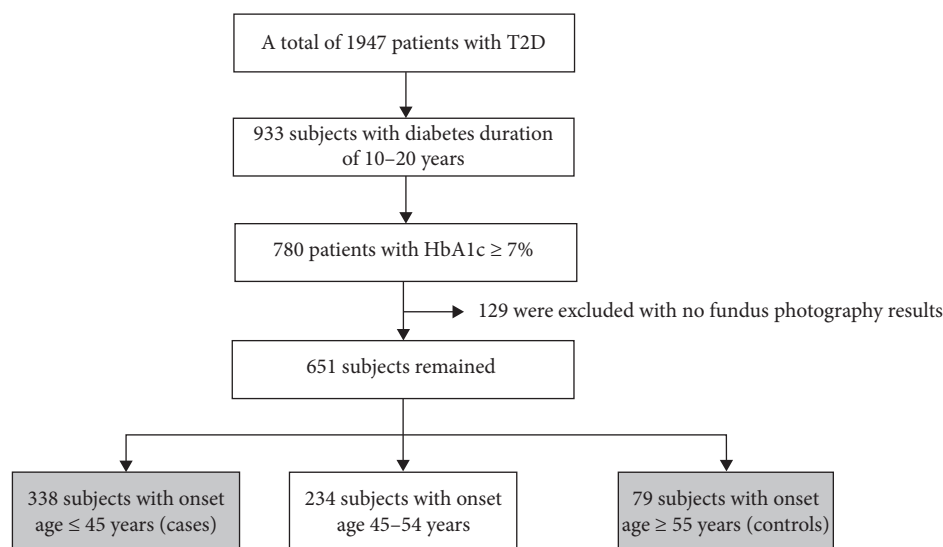 A total of 1947 patients with T2D
933 subjects with diabetes duration
of 10–20 years
780 patients with HbA1c ≥ 7%
129 were excluded with no fundus photography results
651 subjects remained
338 subjects with onset
age ≤ 45 years (cases)
234 subjects with onset
age 45–54 years
79 subjects with onset
age ≥ 55 years (controls)